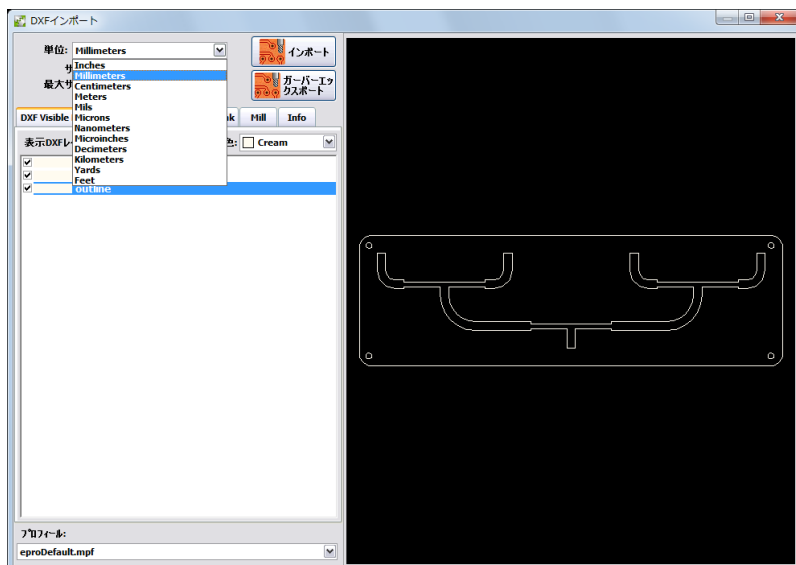 DXFインポート
単位: Millimeters
インポート
サ
最大サ
Inches
Millimeters
Centimeters
Meters
Mils
Microns
Nanometers
Microinches
Decimeters
Kilometers
Yards
Feet
ガーバーエッ
クスポート
DXF Visible
Mill
Info
表示DXFレ
色: Cream
outline
プロフィール:
eproDefault.mpf